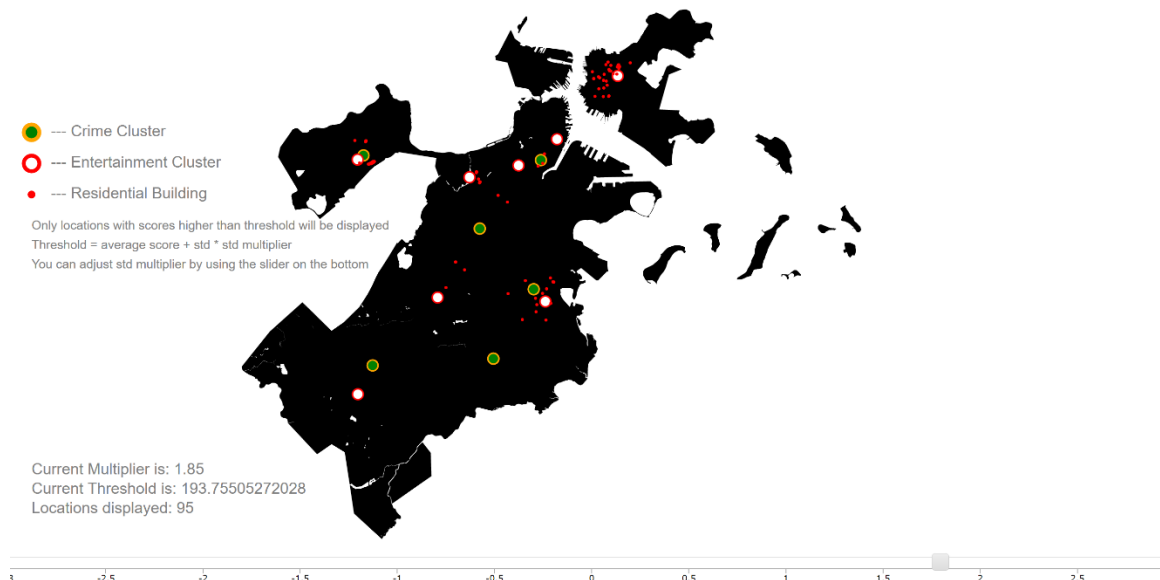 --- Crime Cluster
--- Entertainment Cluster
--- Residential Building
Only locations with scores higher than threshold will be displayed
Threshold = average score + std * std multiplier
You can adjust std multiplier by using the slider on the bottom
Current Multiplier is: 1.85
Current Threshold is: 193.75505272028
Locations displayed: 95
3 -2.5 -2 -1.5 -1 -0.5 0 0.5 1 1.5 2 2.5